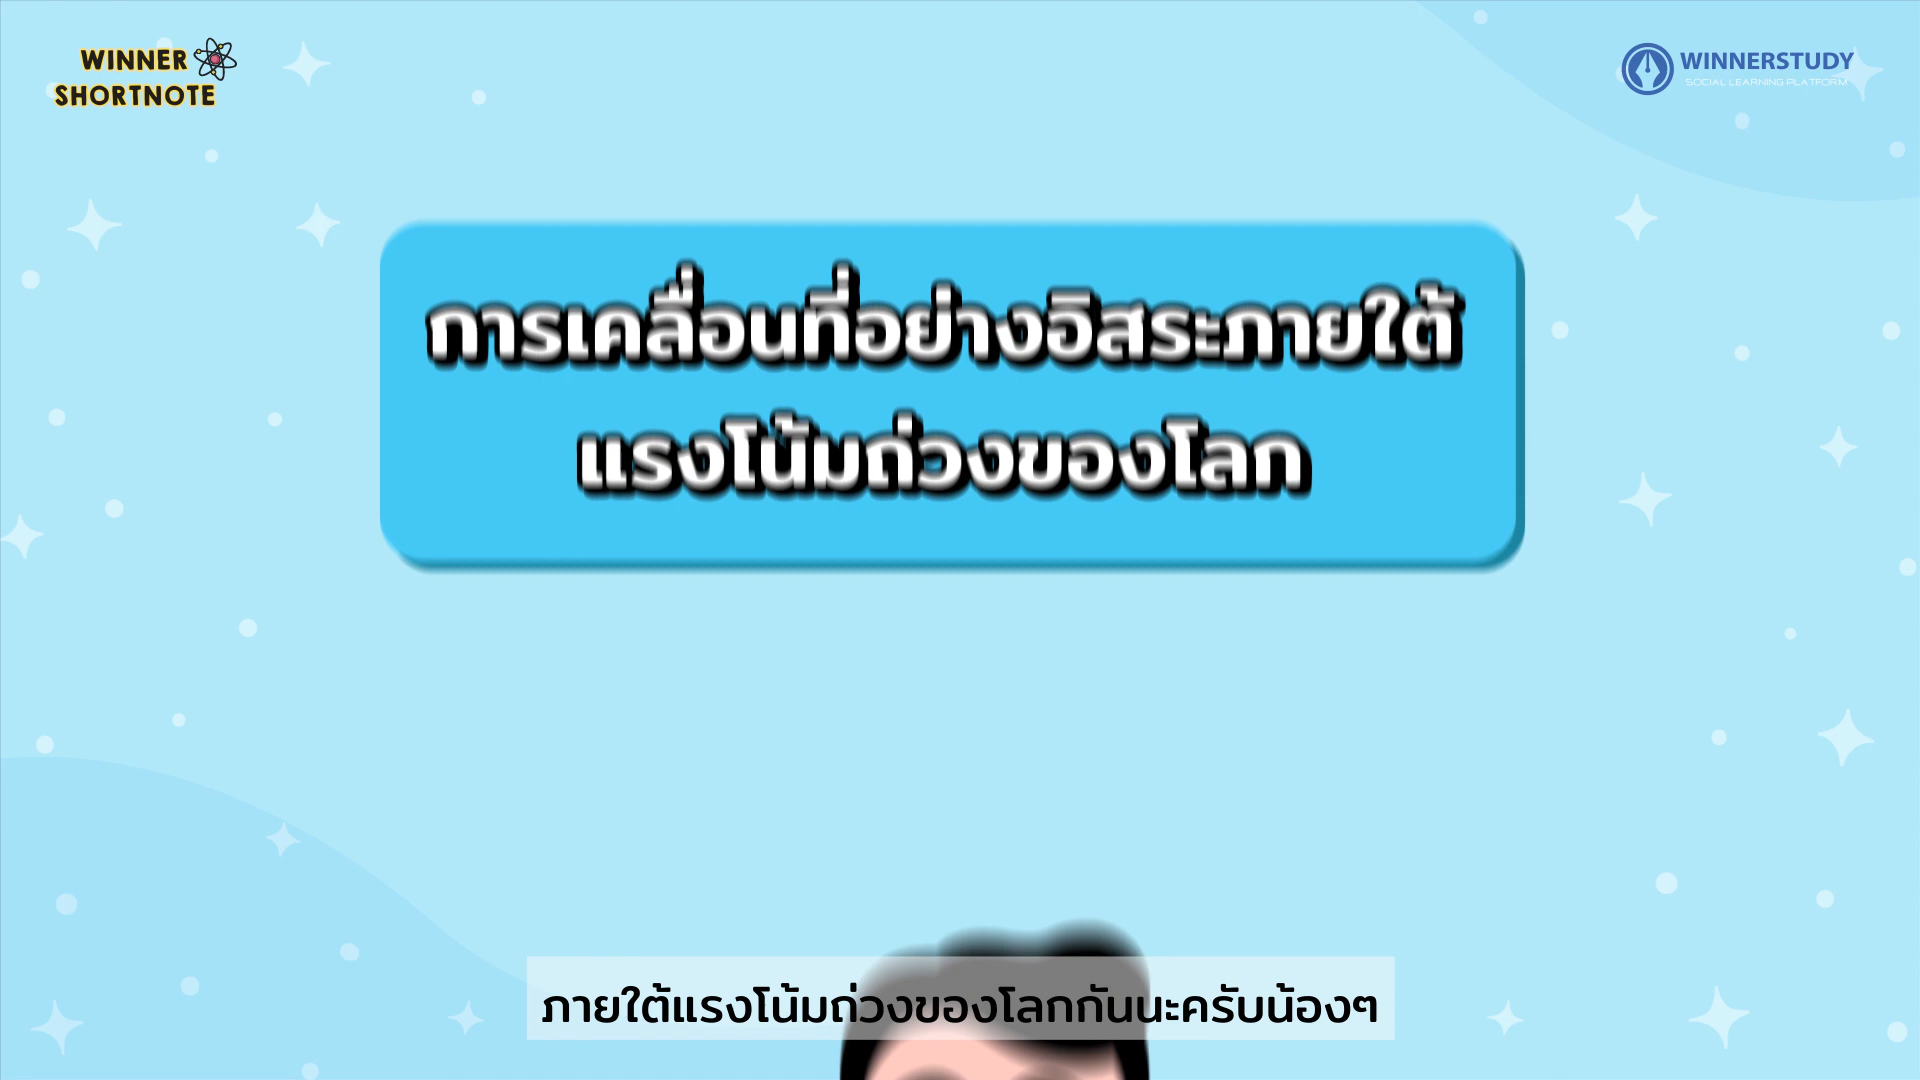 WINNER
SHORTNOTE
WINNERSTUDY
SOCIAL LEARNING PLATFORM
การเคลื่อนที่อย่างอิสระภายใต้
แรงโน้มถ่วงของโลก
ภายใต้แรงโน้มถ่วงของโลกกันนะครับน้องๆ